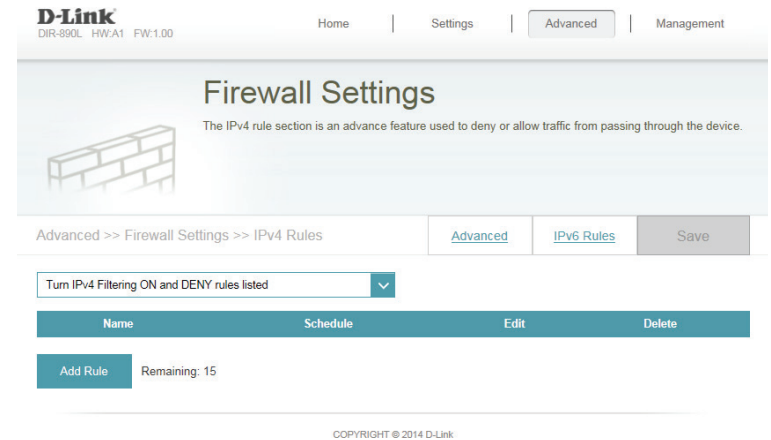 D-Link
DIR-890L HW:A1 FW:1.00
Home | Settings | Advanced | Management
Firewall Settings
The IPv4 rule section is an advance feature used to deny or allow traffic from passing through the device.
Advanced >> Firewall Settings >> IPv4 Rules Advanced IPv6 Rules Save
Turn IPv4 Filtering ON and DENY rules listed
Name Schedule Edit Delete
Add Rule Remaining: 15
COPYRIGHT © 2014 D-Link